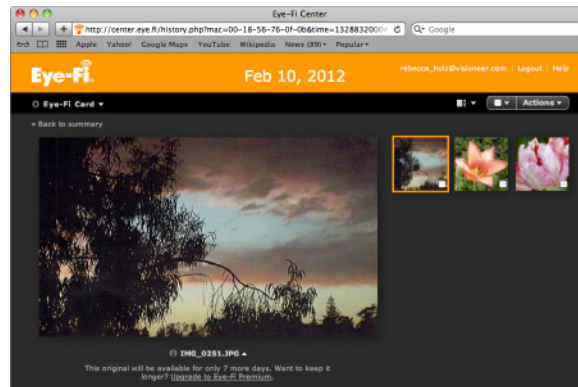 Eye-Fi Center
http://center.eye.fi/history.php?mac=00-18-56-76-0f-0b&time=1328832000
Google
Apple Yahoo! Google Maps YouTube Wikipedia News (89) Popular
Eye-Fi
Feb 10, 2012
rebecca_holz@visioneer.com | Logout | Help
Eye-Fi Card
Actions
« Back to summary
IMG_0251.JPG
This original will be available for only 7 more days. Want to keep it
longer? Upgrade to Eye-Fi Premium.